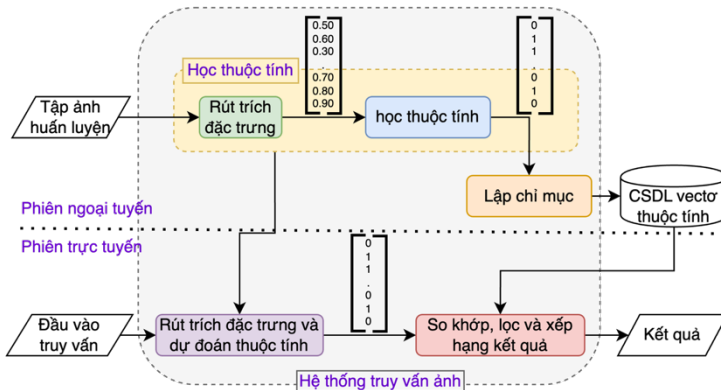 0.50
0.60
0.30
.
0.70
0.80
0.90
0
1
1
.
0
1
0
Học thuộc tính
Tập ảnh
huấn luyện
Rút trích
đặc trưng
học thuộc tính
Lập chỉ mục
CSDL vectơ
thuộc tính
Phiên ngoại tuyến
Phiên trực tuyến
0
1
1
.
0
1
0
Đầu vào
truy vấn
Rút trích đặc trưng và
dự đoán thuộc tính
So khớp, lọc và xếp
hạng kết quả
Kết quả
Hệ thống truy vấn ảnh